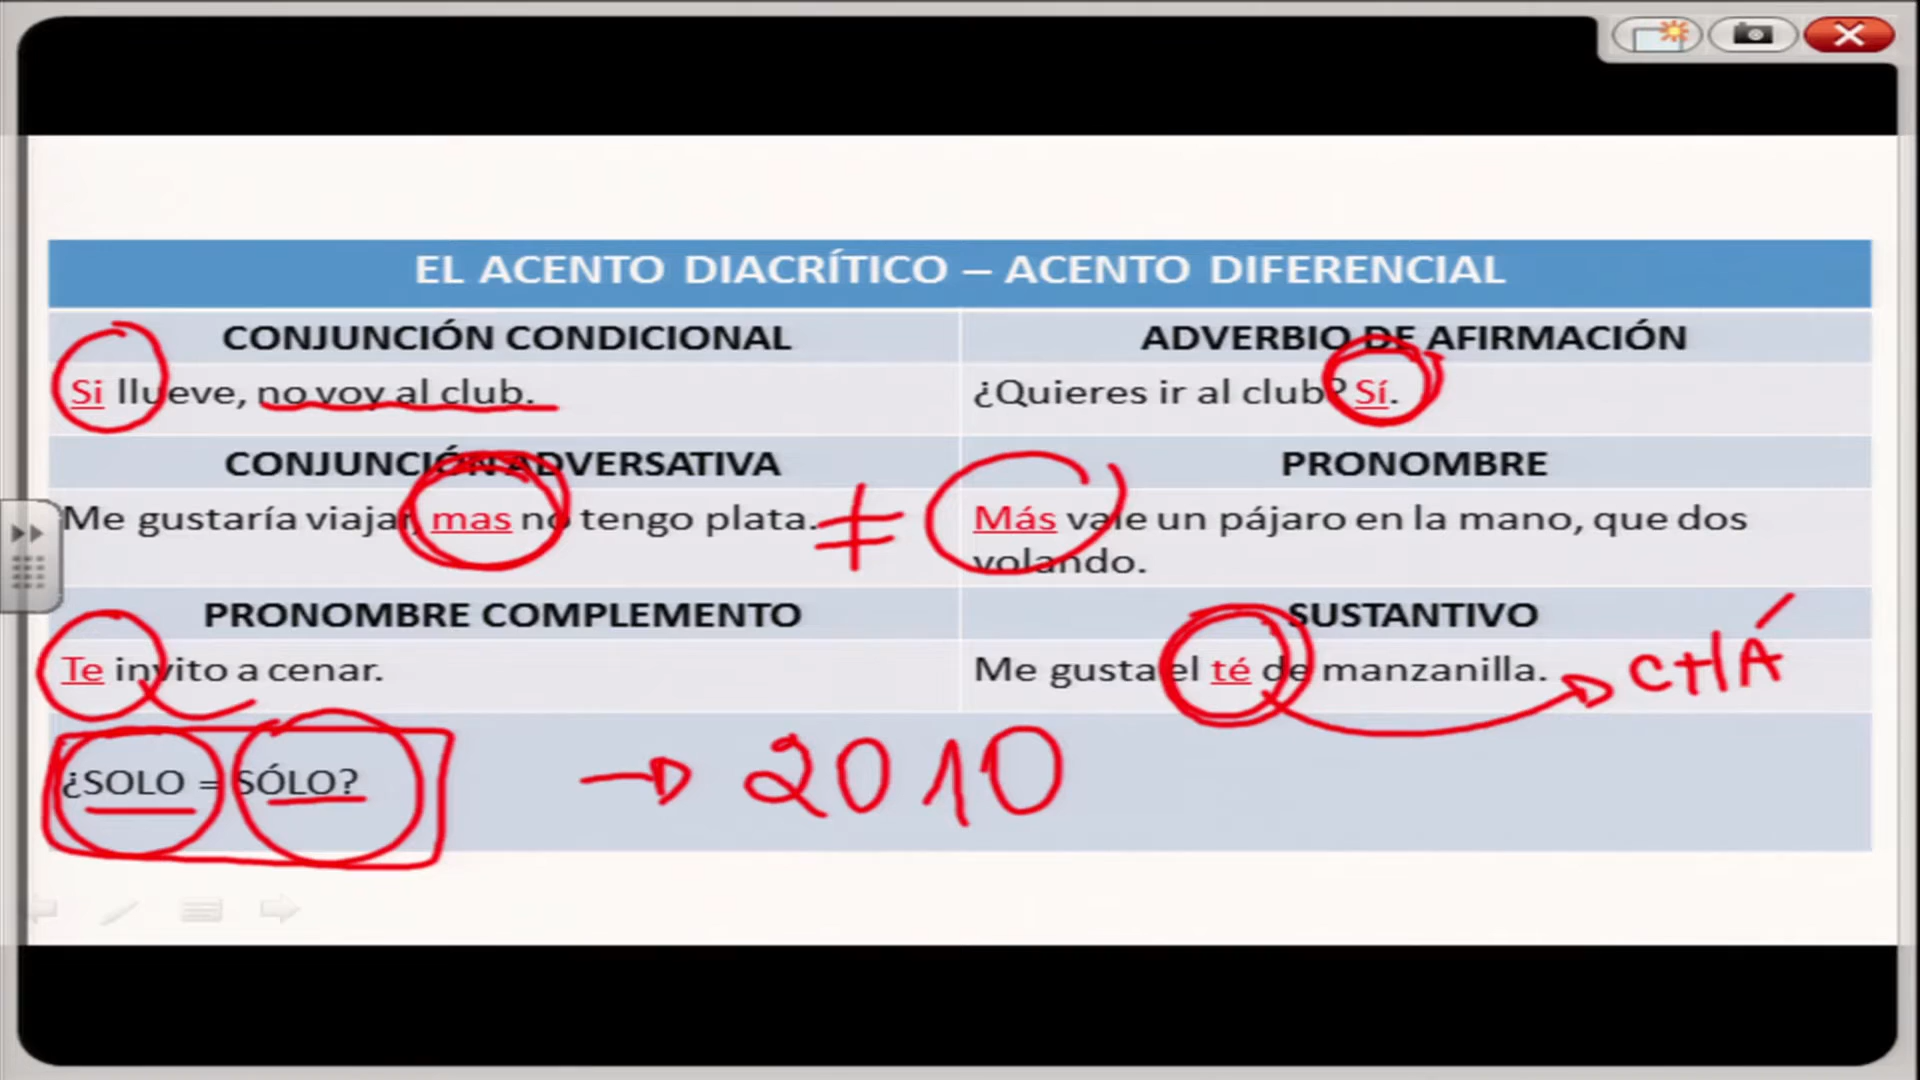 EL ACENTO DIACRÍTICO – ACENTO DIFERENCIAL
CONJUNCIÓN CONDICIONAL
ADVERBIO DE AFIRMACIÓN
Si llueve, no voy al club.
¿Quieres ir al club? Sí.
CONJUNCIÓN ADVERSATIVA
PRONOMBRE
Me gustaría viajar, mas no tengo plata.
≠
Más vale un pájaro en la mano, que dos
volando.
PRONOMBRE COMPLEMENTO
SUSTANTIVO
Te invito a cenar.
Me gusta el té de manzanilla.
CHÁ
¿SOLO = SÓLO?
2010